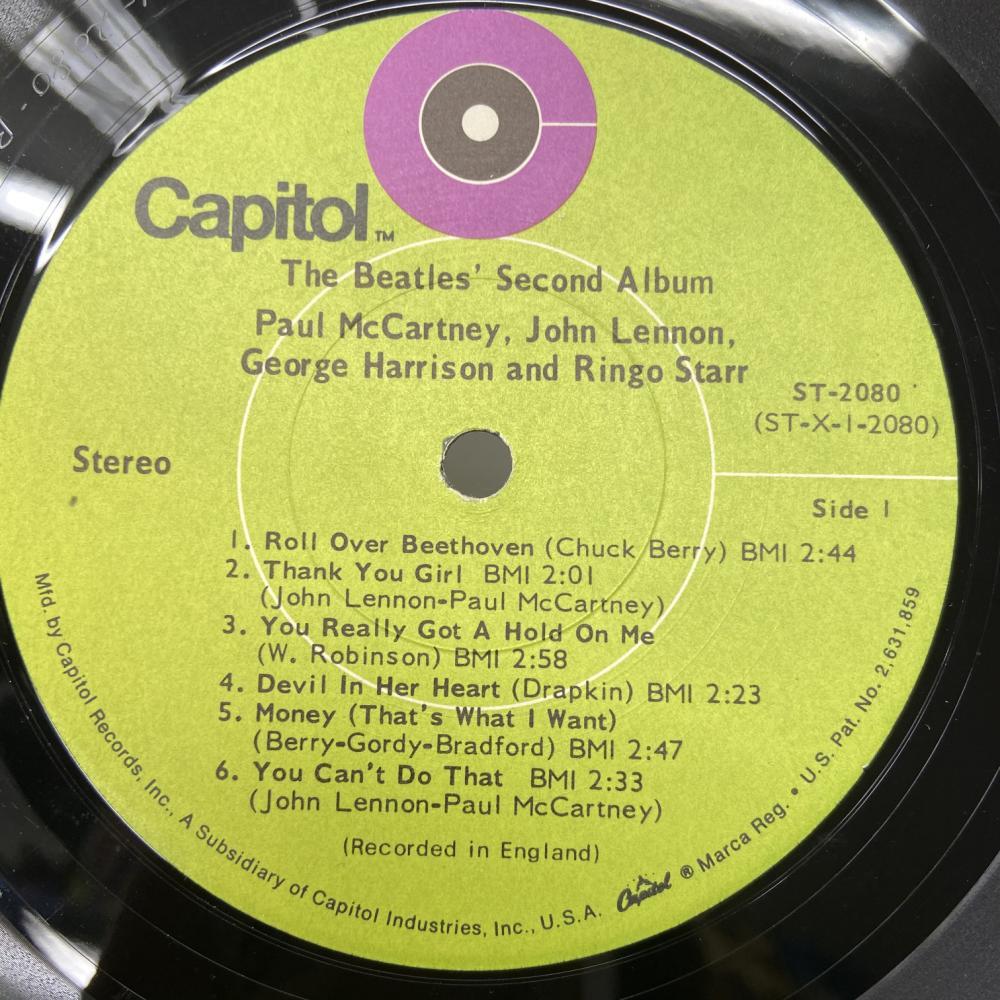 Capitol™
The Beatles' Second Album
Paul McCartney, John Lennon,
George Harrison and Ringo Starr
ST-2080
(ST-X-1-2080)
Stereo
Side 1
1. Roll Over Beethoven (Chuck Berry) BMI 2:44
2. Thank You Girl BMI 2:01
(John Lennon-Paul McCartney)
3. You Really Got A Hold On Me
(W. Robinson) BMI 2:58
4. Devil In Her Heart (Drapkin) BMI 2:23
5. Money (That's What I Want)
(Berry-Gordy-Bradford) BMI 2:47
6. You Can't Do That BMI 2:33
(John Lennon-Paul McCartney)
(Recorded in England)
Mfd. by Capitol Records, Inc., A Subsidiary of Capitol Industries, Inc., U.S.A. Capitol ® Marca Reg. • U.S. Pat. No. 2,631,859